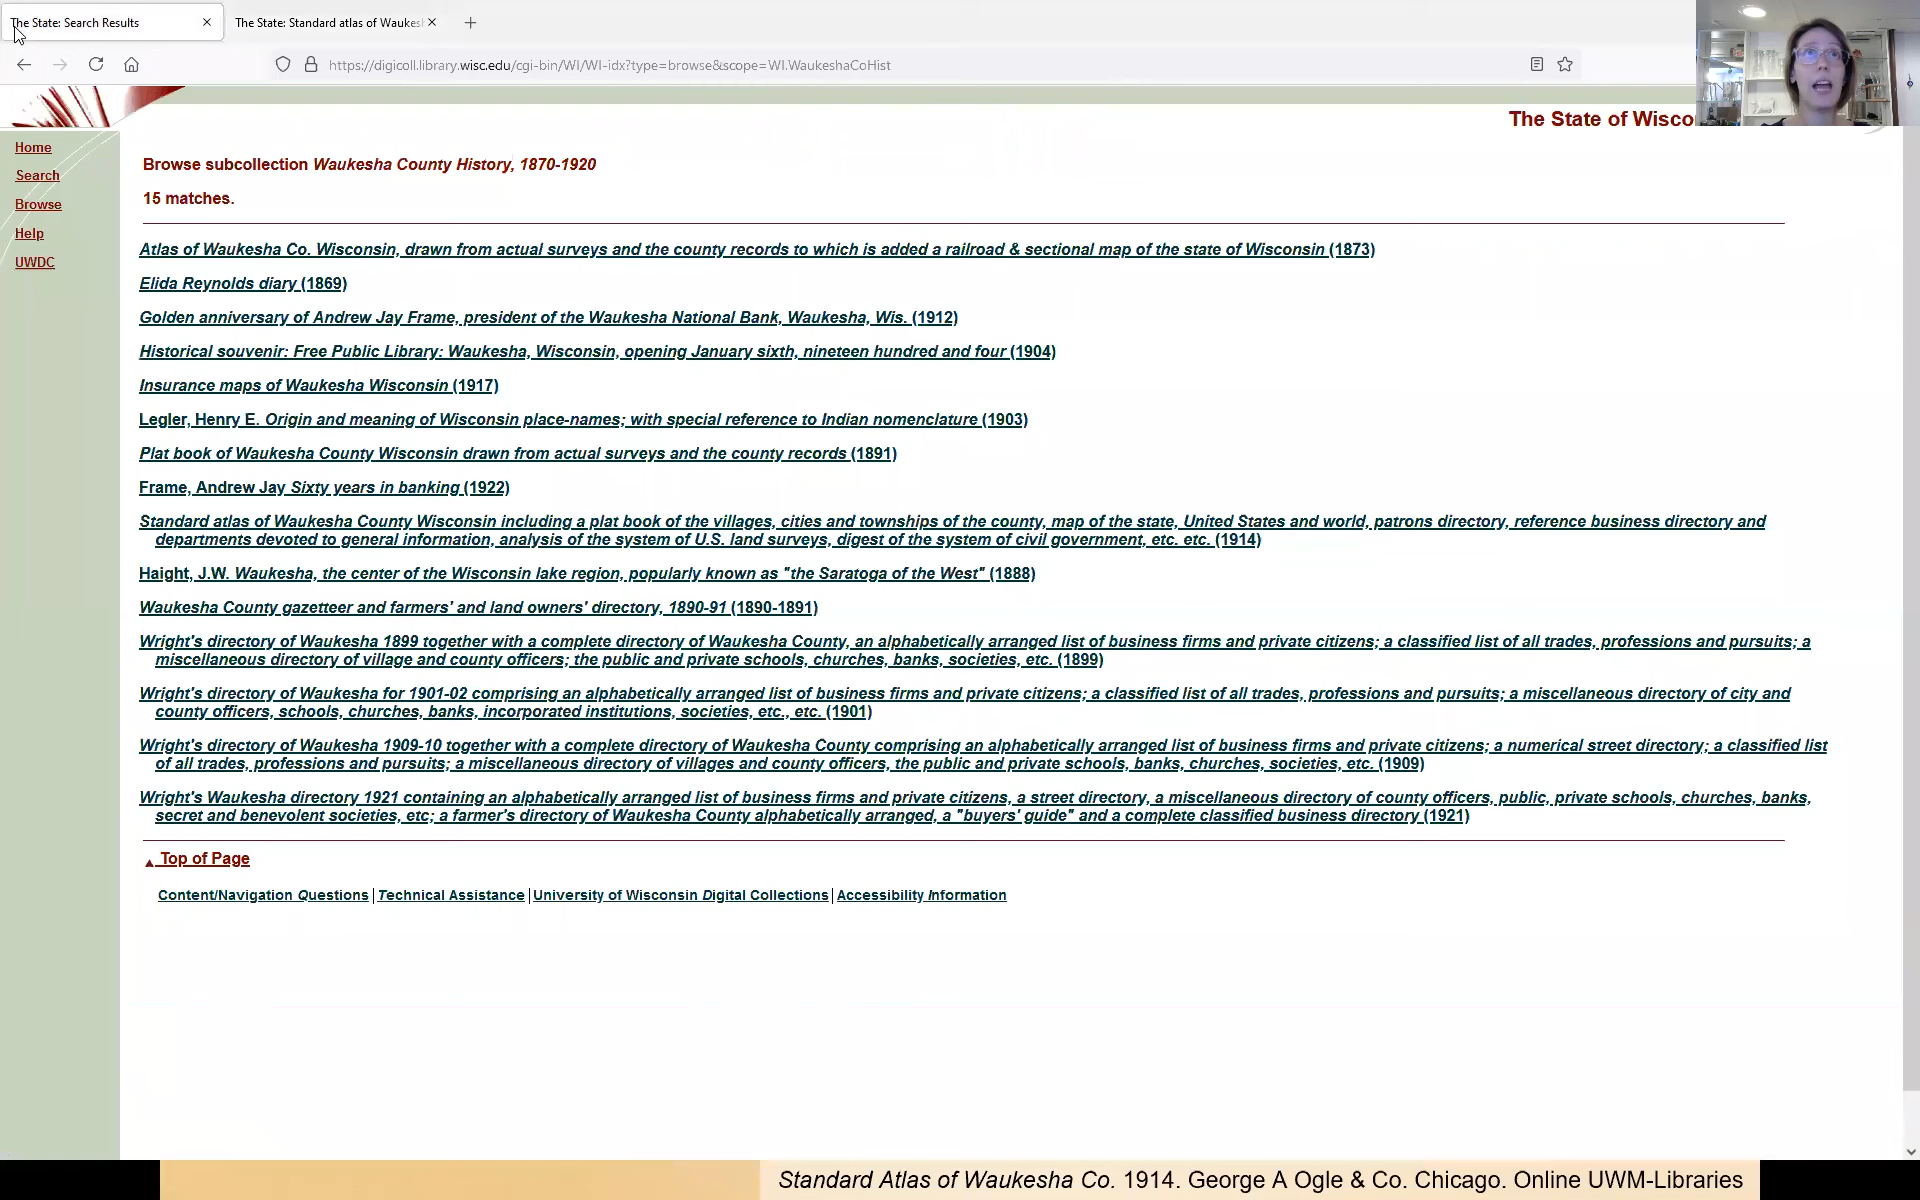 The State: Search Results
The State: Standard atlas of Waukes
https://digicoll.library.wisc.edu/cgi-bin/WI/WI-idx?type=browse&scope=WI.WaukeshaCoHist
The State of Wisco
Home
Search
Browse
Help
UWDC
Browse subcollection Waukesha County History, 1870-1920
15 matches.
Atlas of Waukesha Co. Wisconsin, drawn from actual surveys and the county records to which is added a railroad & sectional map of the state of Wisconsin (1873)
Elida Reynolds diary (1869)
Golden anniversary of Andrew Jay Frame, president of the Waukesha National Bank, Waukesha, Wis. (1912)
Historical souvenir: Free Public Library: Waukesha, Wisconsin, opening January sixth, nineteen hundred and four (1904)
Insurance maps of Waukesha Wisconsin (1917)
Legler, Henry E. Origin and meaning of Wisconsin place-names; with special reference to Indian nomenclature (1903)
Plat book of Waukesha County Wisconsin drawn from actual surveys and the county records (1891)
Frame, Andrew Jay Sixty years in banking (1922)
Standard atlas of Waukesha County Wisconsin including a plat book of the villages, cities and townships of the county, map of the state, United States and world, patrons directory, reference business directory and
departments devoted to general information, analysis of the system of U.S. land surveys, digest of the system of civil government, etc. etc. (1914)
Haight, J.W. Waukesha, the center of the Wisconsin lake region, popularly known as "the Saratoga of the West" (1888)
Waukesha County gazetteer and farmers' and land owners' directory, 1890-91 (1890-1891)
Wright's directory of Waukesha 1899 together with a complete directory of Waukesha County, an alphabetically arranged list of business firms and private citizens; a classified list of all trades, professions and pursuits; a
miscellaneous directory of village and county officers; the public and private schools, churches, banks, societies, etc. (1899)
Wright's directory of Waukesha for 1901-02 comprising an alphabetically arranged list of business firms and private citizens; a classified list of all trades, professions and pursuits; a miscellaneous directory of city and
county officers, schools, churches, banks, incorporated institutions, societies, etc., etc. (1901)
Wright's directory of Waukesha 1909-10 together with a complete directory of Waukesha County comprising an alphabetically arranged list of business firms and private citizens; a numerical street directory; a classified list
of all trades, professions and pursuits; a miscellaneous directory of villages and county officers, the public and private schools, banks, churches, societies, etc. (1909)
Wright's Waukesha directory 1921 containing an alphabetically arranged list of business firms and private citizens, a street directory, a miscellaneous directory of county officers, public, private schools, churches, banks,
secret and benevolent societies, etc; a farmer's directory of Waukesha County alphabetically arranged, a "buyers' guide" and a complete classified business directory (1921)
Top of Page
Content/Navigation Questions | Technical Assistance | University of Wisconsin Digital Collections | Accessibility Information
Standard Atlas of Waukesha Co. 1914. George A Ogle & Co. Chicago. Online UWM-Libraries